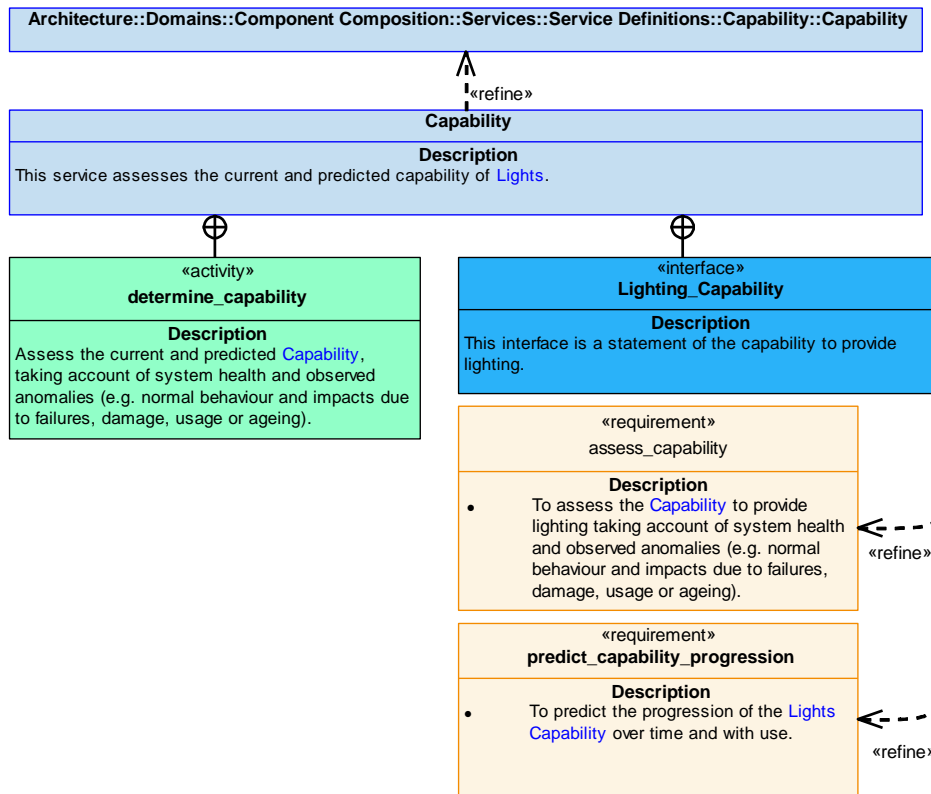 Architecture::Domains::Component Composition::Services::Service Definitions::Capability::Capability
«refine»
Capability
Description
This service assesses the current and predicted capability of Lights.
«activity»
determine_capability
Description
Assess the current and predicted Capability,
taking account of system health and observed
anomalies (e.g. normal behaviour and impacts due
to failures, damage, usage or ageing).
«interface»
Lighting_Capability
Description
This interface is a statement of the capability to provide
lighting.
«requirement»
assess_capability
Description
• To assess the Capability to provide
lighting taking account of system health
and observed anomalies (e.g. normal
behaviour and impacts due to failures,
damage, usage or ageing).
«refine»
«requirement»
predict_capability_progression
Description
• To predict the progression of the Lights
Capability over time and with use.
«refine»